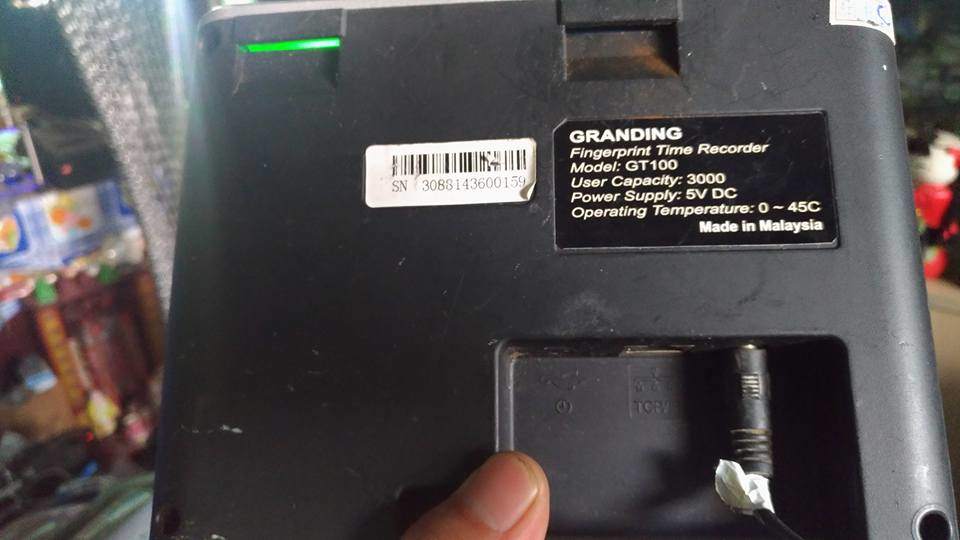 SN 3088143600159
GRANDING
Fingerprint Time Recorder
Model: GT100
User Capacity: 3000
Power Supply: 5V DC
Operating Temperature: 0 ~ 45C
Made in Malaysia